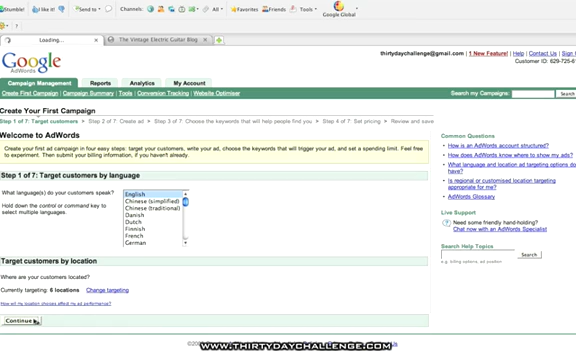 Stumble! I like it! Send to Channels: All Favorites Friends Tools Google Global
Loading... The Vintage Electric Guitar Blog
Google
AdWords
thirtydaychallenge@gmail.com | 1 New Feature! | Help | Contact Us | Sign
Customer ID: 629-725-6
Campaign Management Reports Analytics My Account
Create First Campaign | Campaign Summary | Tools | Conversion Tracking | Website Optimizer
Search my Campaigns: Search
Create Your First Campaign
Step 1 of 7: Target customers > Step 2 of 7: Create ad > Step 3 of 7: Choose the keywords that will help people find you > Step 4 of 7: Set pricing > Review and save
Welcome to AdWords
Create your first ad campaign in four easy steps: target your customers, write your ad, choose the keywords that will trigger your ad, and set a spending limit. Feel free
to experiment. Then submit your billing information, if you haven't already.
Step 1 of 7: Target customers by language
What language(s) do your customers speak?
Hold down the control or command key to
select multiple languages.
English
Chinese (simplified)
Chinese (traditional)
Danish
Dutch
Finnish
French
German
Target customers by location
Where are your customers located?
Currently targeting: 6 locations Change targeting
How will my location choices affect my ad performance?
Continue »
Common Questions
How is an AdWords account structured?
How does AdWords know where to show my ads?
What language and location targeting options do I
have?
Is regional or customised location targeting
appropriate for me?
AdWords Glossary
Live Support
Need some friendly hand-holding?
Chat now with an AdWords Specialist
Search Help Topics
Search
e.g. billing options, ad position
WWW.THIRTYDAYCHALLENGE.COM